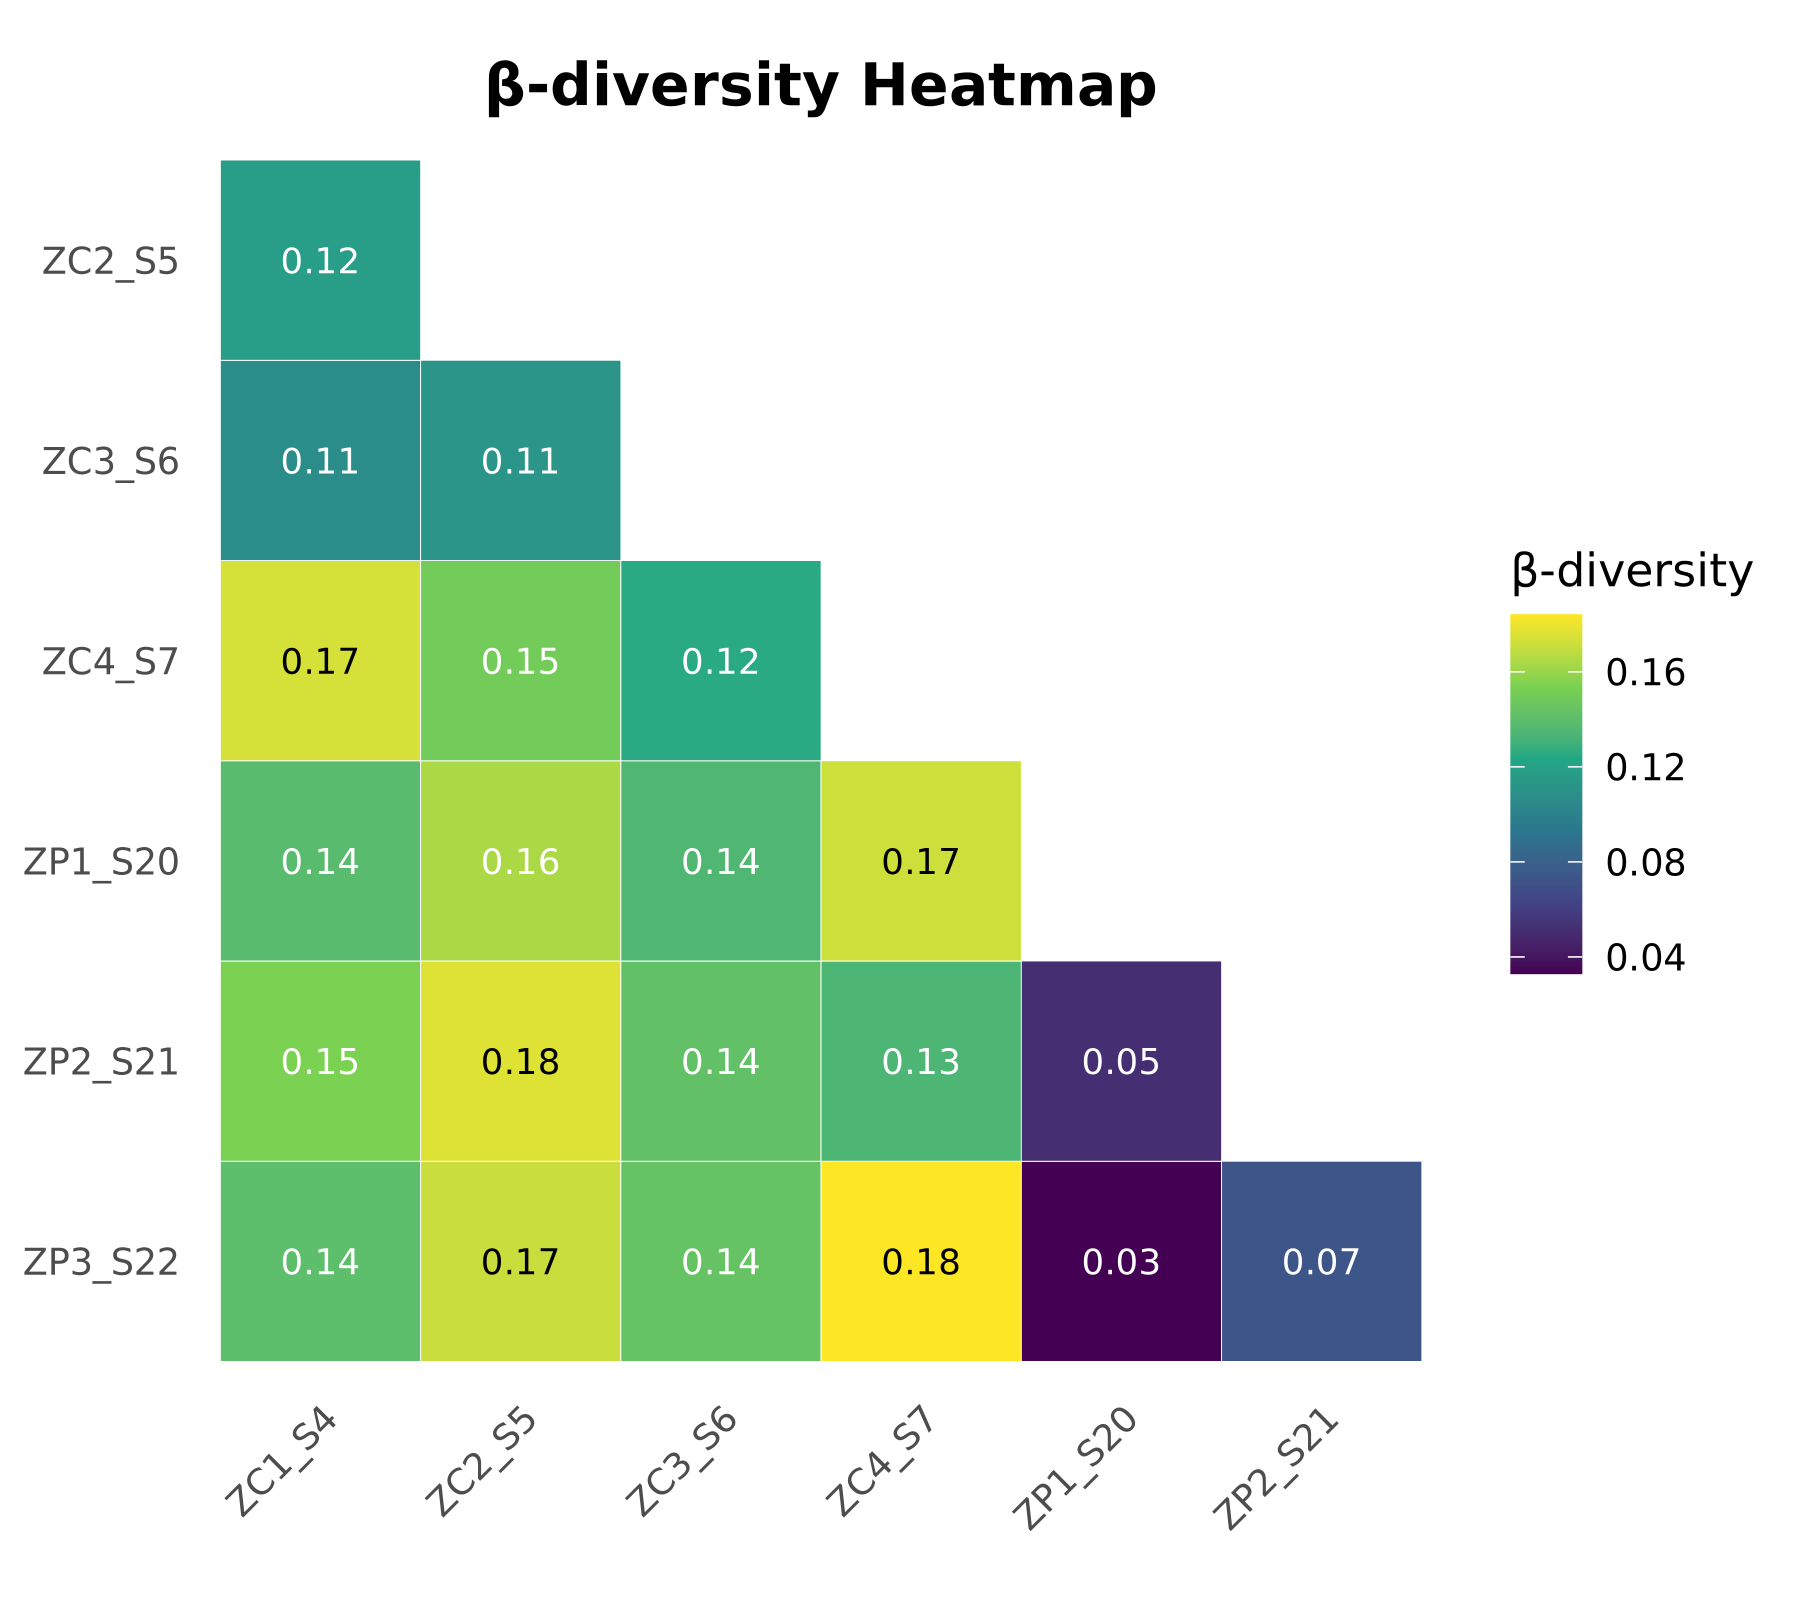 β-diversity Heatmap
ZC2_S5 0.12
ZC3_S6 0.11 0.11
ZC4_S7 0.17 0.15 0.12
ZP1_S20 0.14 0.16 0.14 0.17
ZP2_S21 0.15 0.18 0.14 0.13 0.05
ZP3_S22 0.14 0.17 0.14 0.18 0.03 0.07
ZC1_S4 ZC2_S5 ZC3_S6 ZC4_S7 ZP1_S20 ZP2_S21
β-diversity
0.16
0.12
0.08
0.04